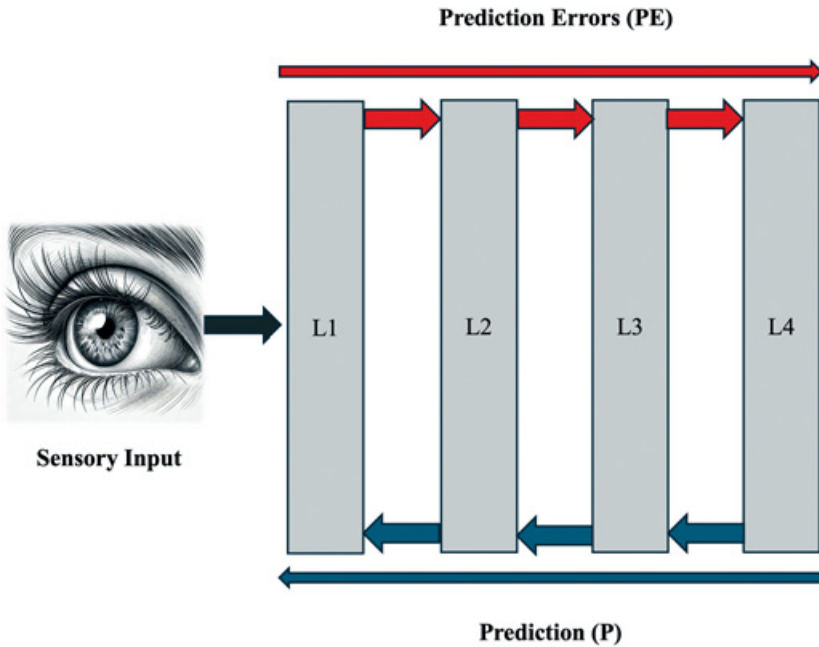 Prediction Errors (PE)
L1
L2
L3
L4
Sensory Input
Prediction (P)